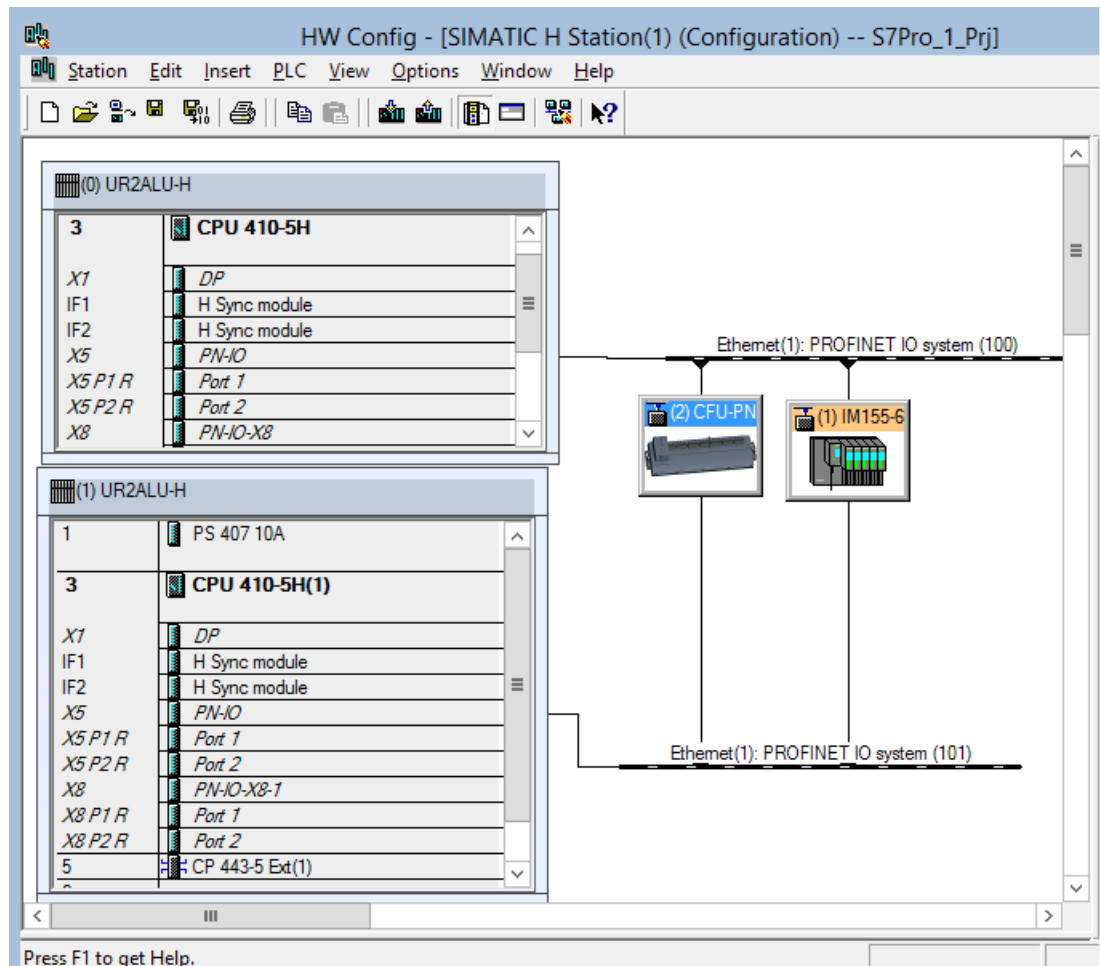 HW Config - [SIMATIC H Station(1) (Configuration) -- S7Pro_1_Prj]
Station Edit Insert PLC View Options Window Help
(0) UR2ALU-H
3 CPU 410-5H
X1 DP
IF1 H Sync module
IF2 H Sync module
X5 PN-IO
X5 P1 R Port 1
X5 P2 R Port 2
X8 PN-IO-X8
Ethernet(1): PROFINET IO system (100)
(2) CFU-PN
(1) IM155-6
(1) UR2ALU-H
1 PS 407 10A
3 CPU 410-5H(1)
X1 DP
IF1 H Sync module
IF2 H Sync module
X5 PN-IO
X5 P1 R Port 1
X5 P2 R Port 2
X8 PN-IO-X8-1
X8 P1 R Port 1
X8 P2 R Port 2
5 CP 443-5 Ext(1)
Ethernet(1): PROFINET IO system (101)
Press F1 to get Help.